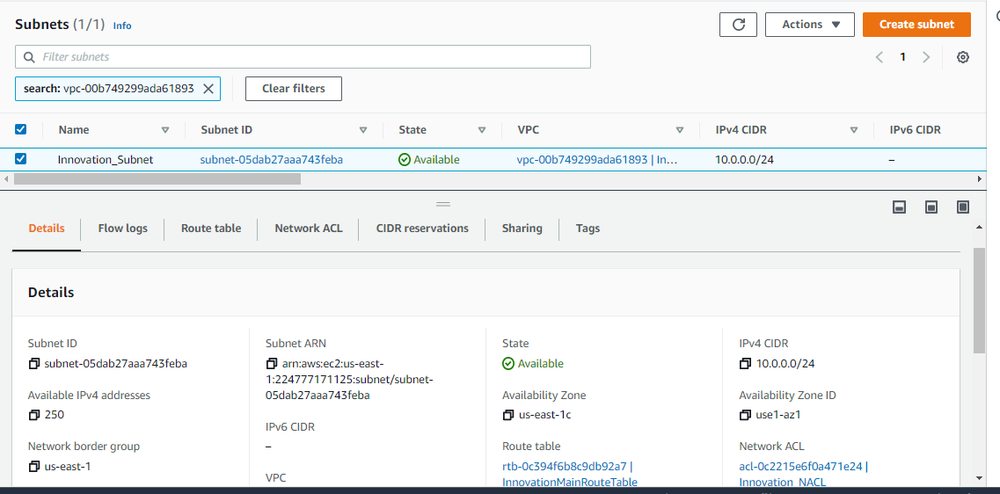 Subnets (1/1) Info
Actions
Create subnet
Filter subnets
1
search: vpc-00b749299ada61893
Clear filters
Name Subnet ID State VPC IPv4 CIDR IPv6 CIDR
Innovation_Subnet subnet-05dab27aaa743feba Available vpc-00b749299ada61893 | In... 10.0.0.0/24 –
Details Flow logs Route table Network ACL CIDR reservations Sharing Tags
Details
Subnet ID
subnet-05dab27aaa743feba
Available IPv4 addresses
250
Network border group
us-east-1
Subnet ARN
arn:aws:ec2:us-east-
1:224777171125:subnet/subnet-
05dab27aaa743feba
IPv6 CIDR
–
VPC
State
Available
Availability Zone
us-east-1c
Route table
rtb-0c394f6b8c9db92a7 |
InnovationMainRouteTable
IPv4 CIDR
10.0.0.0/24
Availability Zone ID
use1-az1
Network ACL
acl-0c2215e6f0a471e24 |
Innovation_NACL